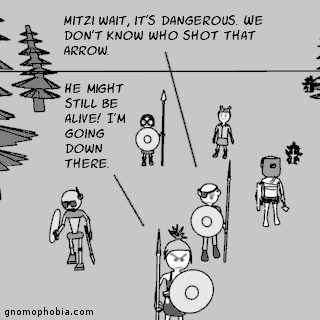 MITZI WAIT, IT'S DANGEROUS. WE
DON'T KNOW WHO SHOT THAT
ARROW.
HE MIGHT
STILL BE
ALIVE! I'M
GOING
DOWN
THERE.
gnomophobia.com